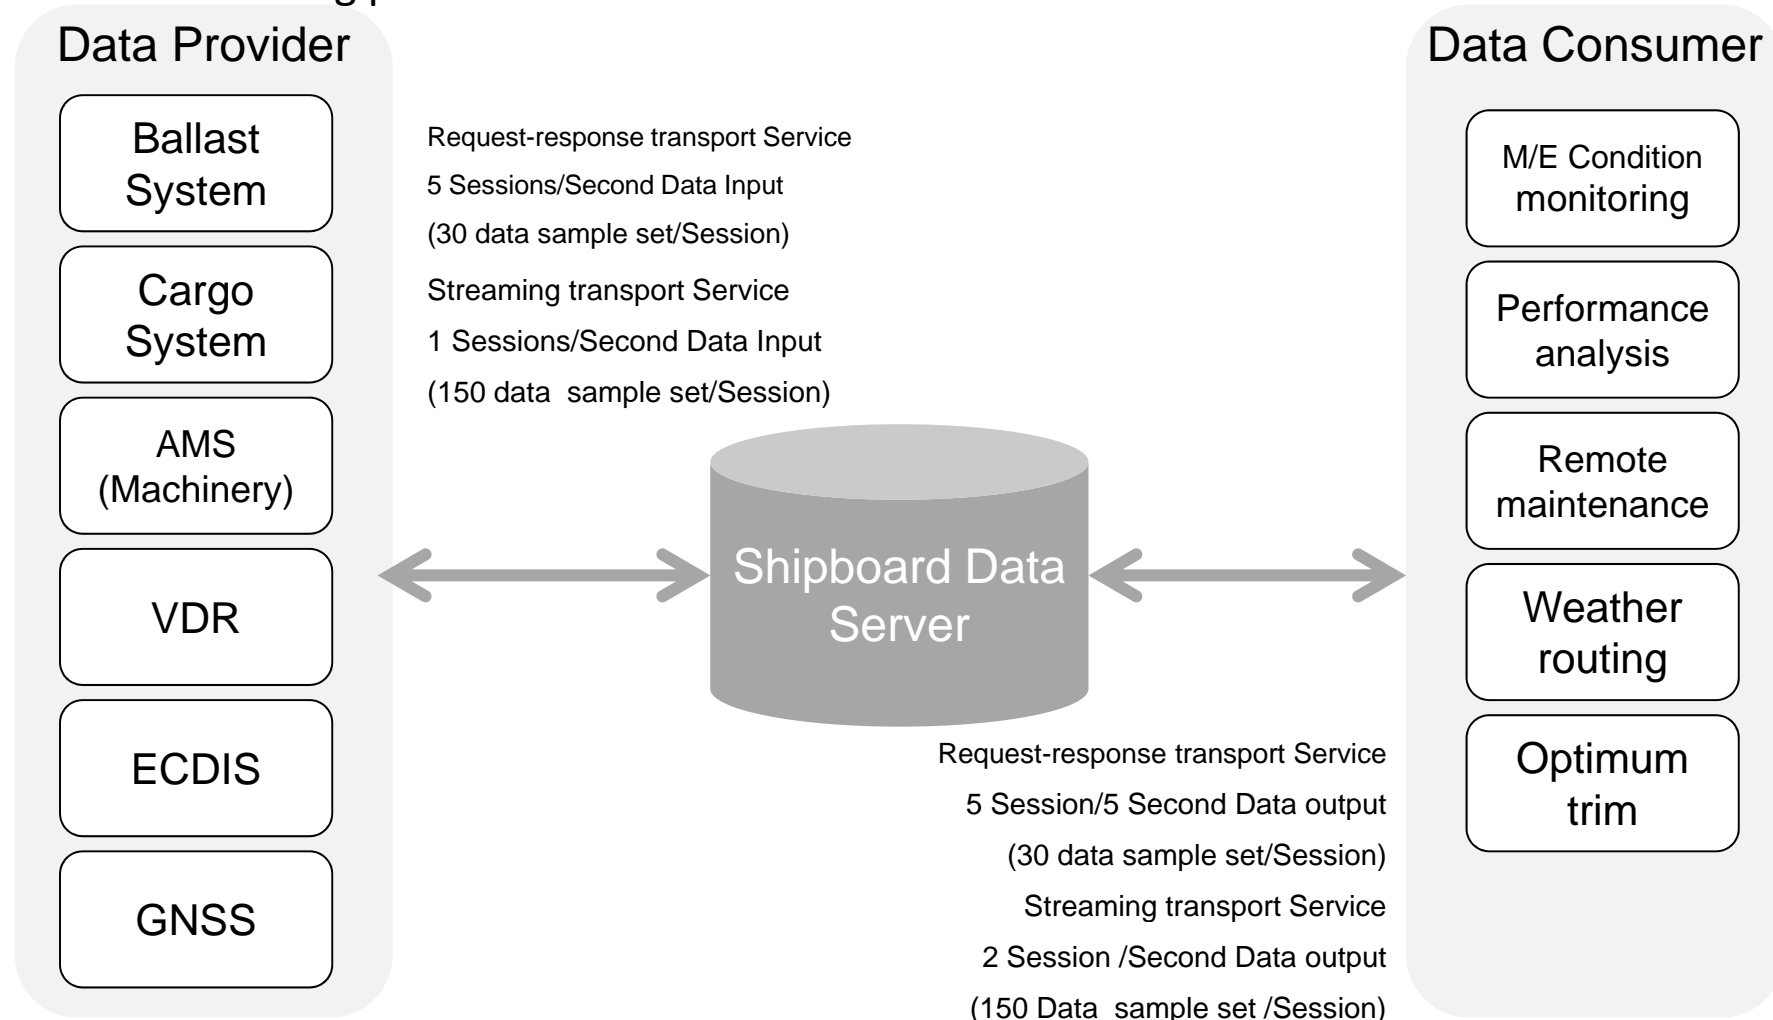 Data Provider
Ballast
System
Cargo
System
AMS
(Machinery)
VDR
ECDIS
GNSS
Request-response transport Service
5 Sessions/Second Data Input
(30 data sample set/Session)
Streaming transport Service
1 Sessions/Second Data Input
(150 data  sample set/Session)
Shipboard Data
Server
Request-response transport Service
5 Session/5 Second Data output
(30 data sample set/Session)
Streaming transport Service
2 Session /Second Data output
(150 Data  sample set /Session)
Data Consumer
M/E Condition
monitoring
Performance
analysis
Remote
maintenance
Weather
routing
Optimum
trim